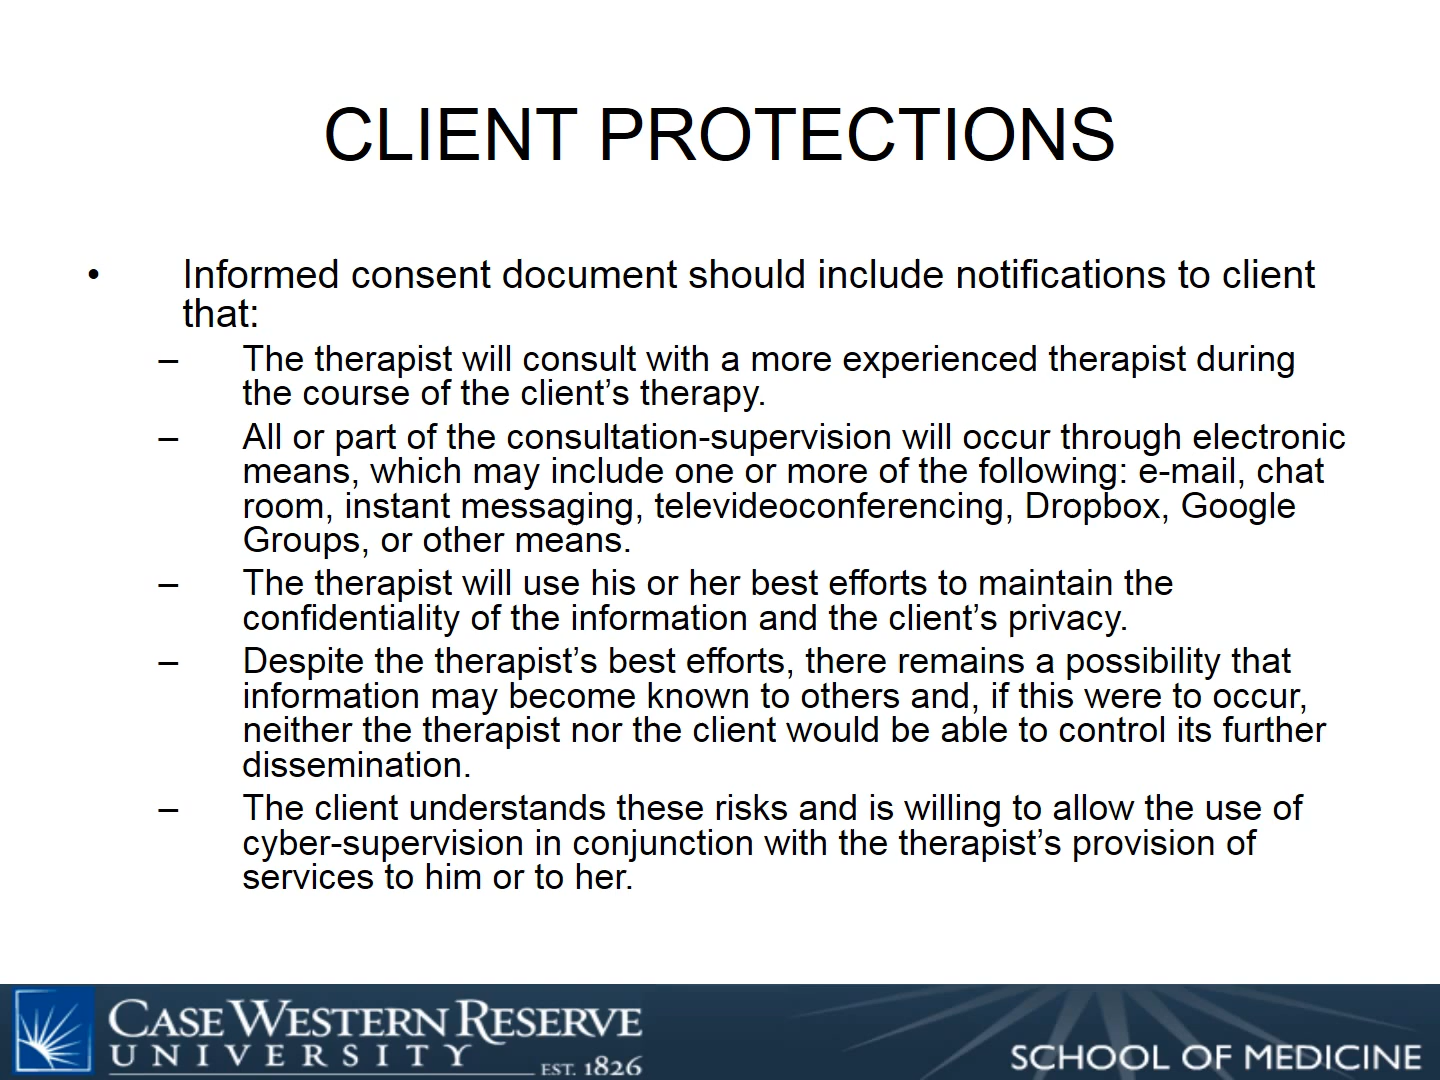 CLIENT PROTECTIONS
• Informed consent document should include notifications to client
that:
– The therapist will consult with a more experienced therapist during
the course of the client’s therapy.
– All or part of the consultation-supervision will occur through electronic
means, which may include one or more of the following: e-mail, chat
room, instant messaging, televideoconferencing, Dropbox, Google
Groups, or other means.
– The therapist will use his or her best efforts to maintain the
confidentiality of the information and the client’s privacy.
– Despite the therapist’s best efforts, there remains a possibility that
information may become known to others and, if this were to occur,
neither the therapist nor the client would be able to control its further
dissemination.
– The client understands these risks and is willing to allow the use of
cyber-supervision in conjunction with the therapist’s provision of
services to him or to her.
CASE WESTERN RESERVE
UNIVERSITY
EST. 1826
SCHOOL OF MEDICINE